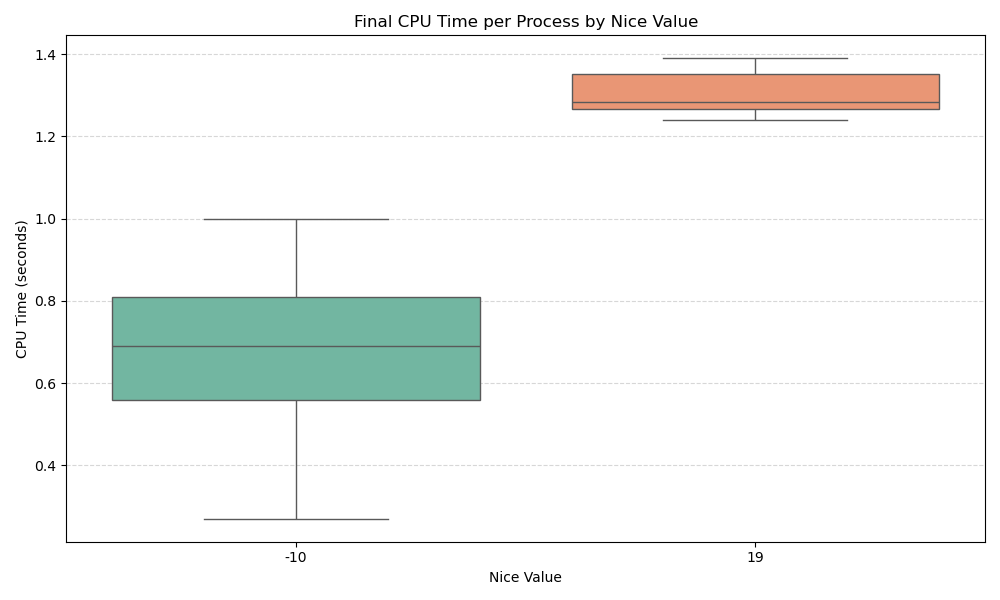 Final CPU Time per Process by Nice Value
CPU Time (seconds)
1.4
1.2
1.0
0.8
0.6
0.4
-10
19
Nice Value